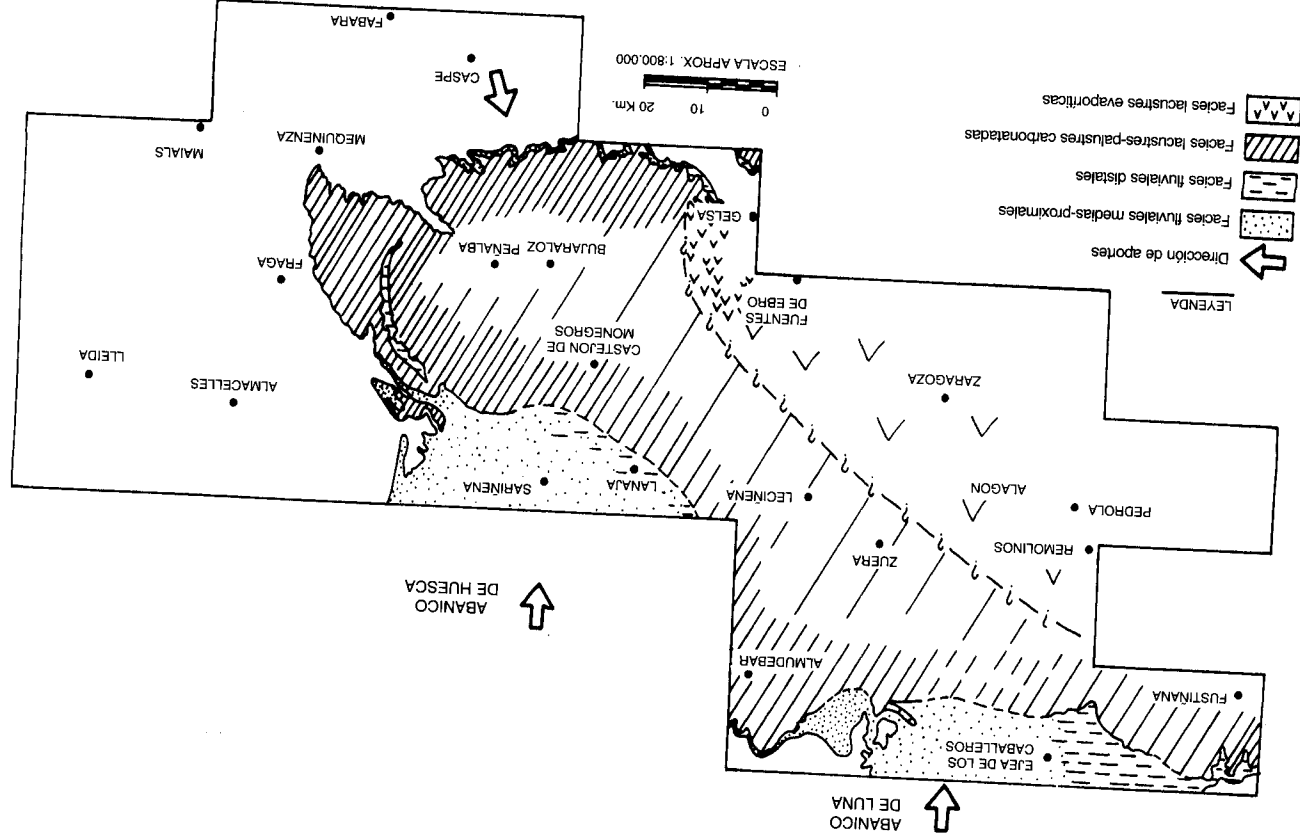 ABANICO
DE LUNA
EJEA DE LOS
CABALLEROS
FUSTIÑANA
ALMUDEBAR
ABANICO
DE HUESCA
REMOLINOS
ZUERA
PEDROLA
ALAGON
LECIÑENA
SARIÑENA
LANAJA
ZARAGOZA
ALMACELLES
LLEIDA
CASTEJON DE
MONEGROS
FUENTES
DE EBRO
BUJARALOZ
PEÑALBA
FRAGA
GELSA
MEQUINENZA
MAIALS
CASPE
FABARA
LEYENDA
Dirección de aportes
Facies fluviales medias-proximales
Facies fluviales distales
Facies lacustres-palustres carbonatadas
Facies lacustres evaporíticas
0 10 20 Km.
ESCALA APROX. 1:800.000